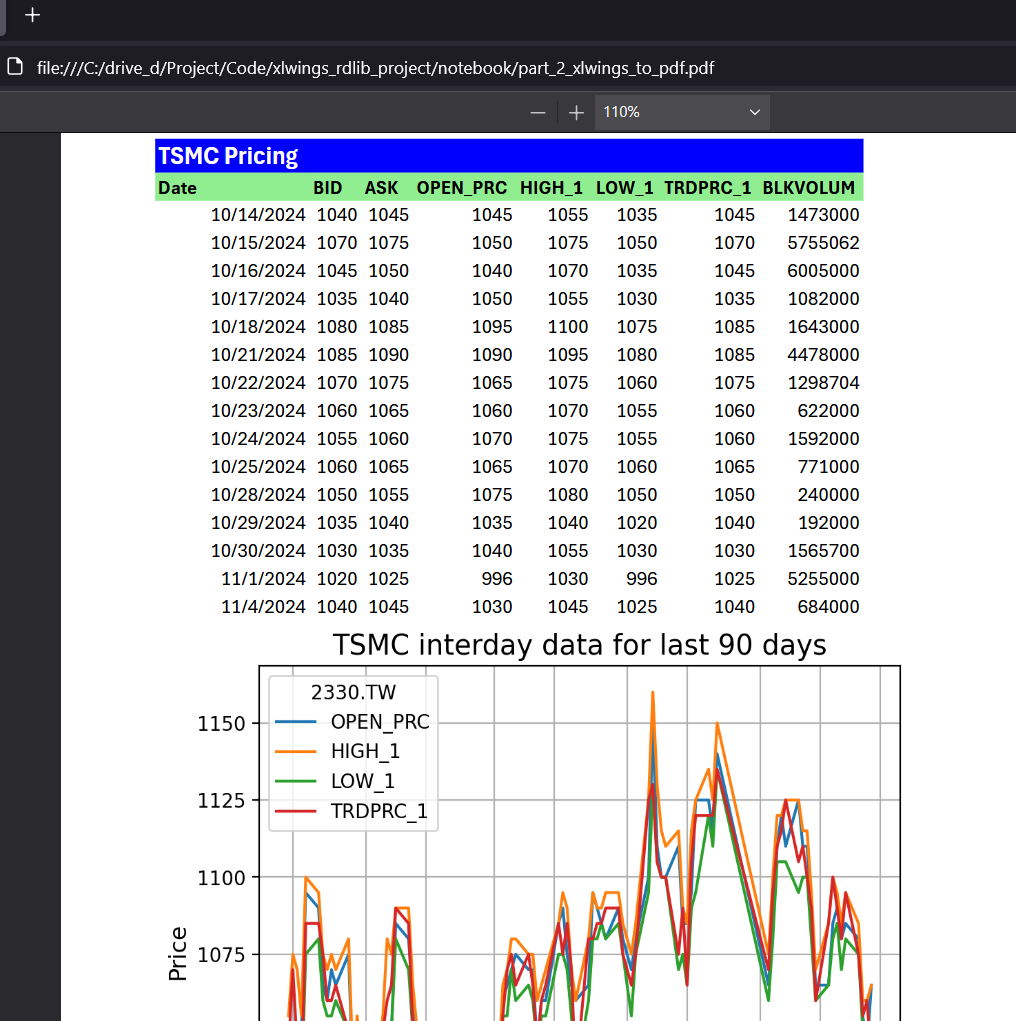 +
file:///C:/drive_d/Project/Code/xlwings_rdlib_project/notebook/part_2_xlwings_to_pdf.pdf
− + 110%
TSMC Pricing
Date BID ASK OPEN_PRC HIGH_1 LOW_1 TRDPRC_1 BLKVOLUM
10/14/2024 1040 1045 1045 1055 1035 1045 1473000
10/15/2024 1070 1075 1050 1075 1050 1070 5755062
10/16/2024 1045 1050 1040 1070 1035 1045 6005000
10/17/2024 1035 1040 1050 1055 1030 1035 1082000
10/18/2024 1080 1085 1095 1100 1075 1085 1643000
10/21/2024 1085 1090 1090 1095 1080 1085 4478000
10/22/2024 1070 1075 1065 1075 1060 1075 1298704
10/23/2024 1060 1065 1060 1070 1055 1060 622000
10/24/2024 1055 1060 1070 1075 1055 1060 1592000
10/25/2024 1060 1065 1065 1070 1060 1065 771000
10/28/2024 1050 1055 1075 1080 1050 1050 240000
10/29/2024 1035 1040 1035 1040 1020 1040 192000
10/30/2024 1030 1035 1040 1055 1030 1030 1565700
11/1/2024 1020 1025 996 1030 996 1025 5255000
11/4/2024 1040 1045 1030 1045 1025 1040 684000
TSMC interday data for last 90 days
2330.TW
OPEN_PRC
HIGH_1
LOW_1
TRDPRC_1
1150
1125
1100
1075
Price